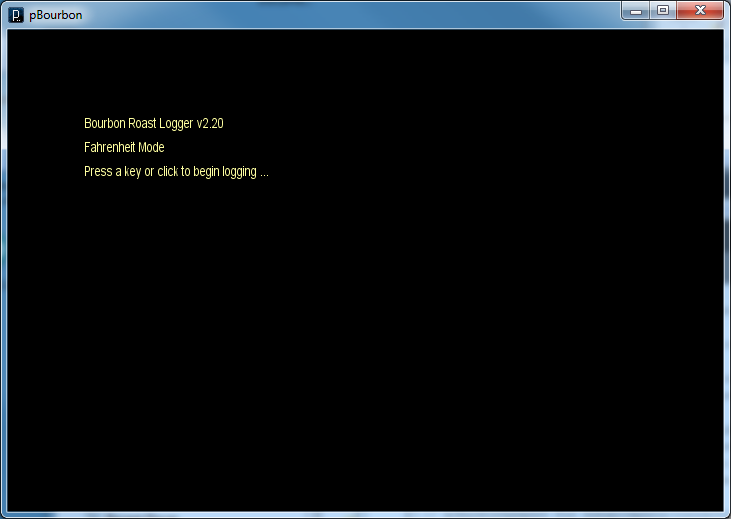 pBourbon
Bourbon Roast Logger v2.20
Fahrenheit Mode
Press a key or click to begin logging ...